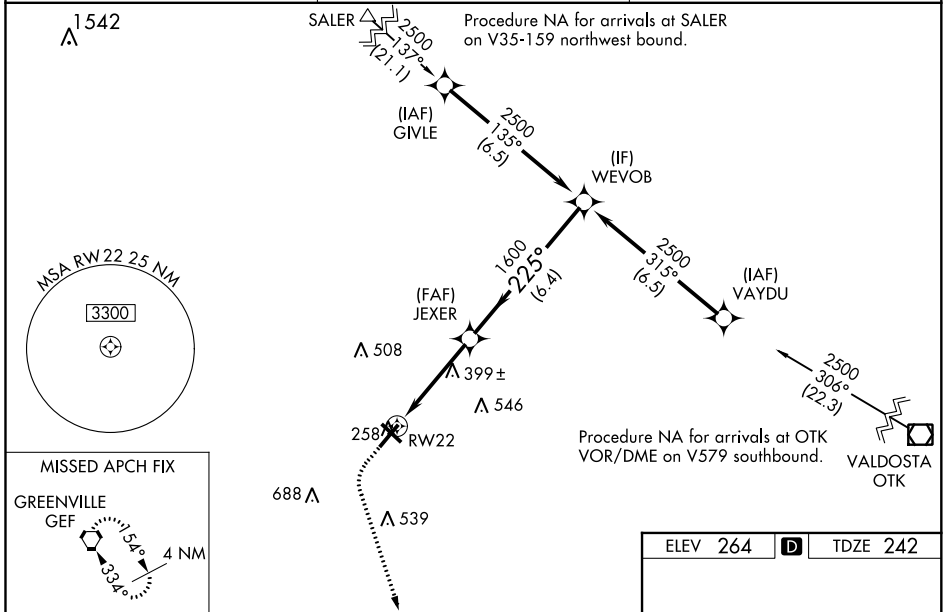 1542
SALER
2500
137°
(21.1)
Procedure NA for arrivals at SALER
on V35-159 northwest bound.
(IAF)
GIVLE
2500
135°
(6.5)
(IF)
WEVOB
1600
225°
(6.4)
2500
315°
(6.5)
(IAF)
VAYDU
MSA RW22 25 NM
3300
(FAF)
JEXER
508
399±
546
2500
306°
(22.3)
258
RW22
Procedure NA for arrivals at OTK
VOR/DME on V579 southbound.
VALDOSTA
OTK
MISSED APCH FIX
GREENVILLE
GEF
154°
4 NM
334°
688
539
ELEV 264 D TDZE 242